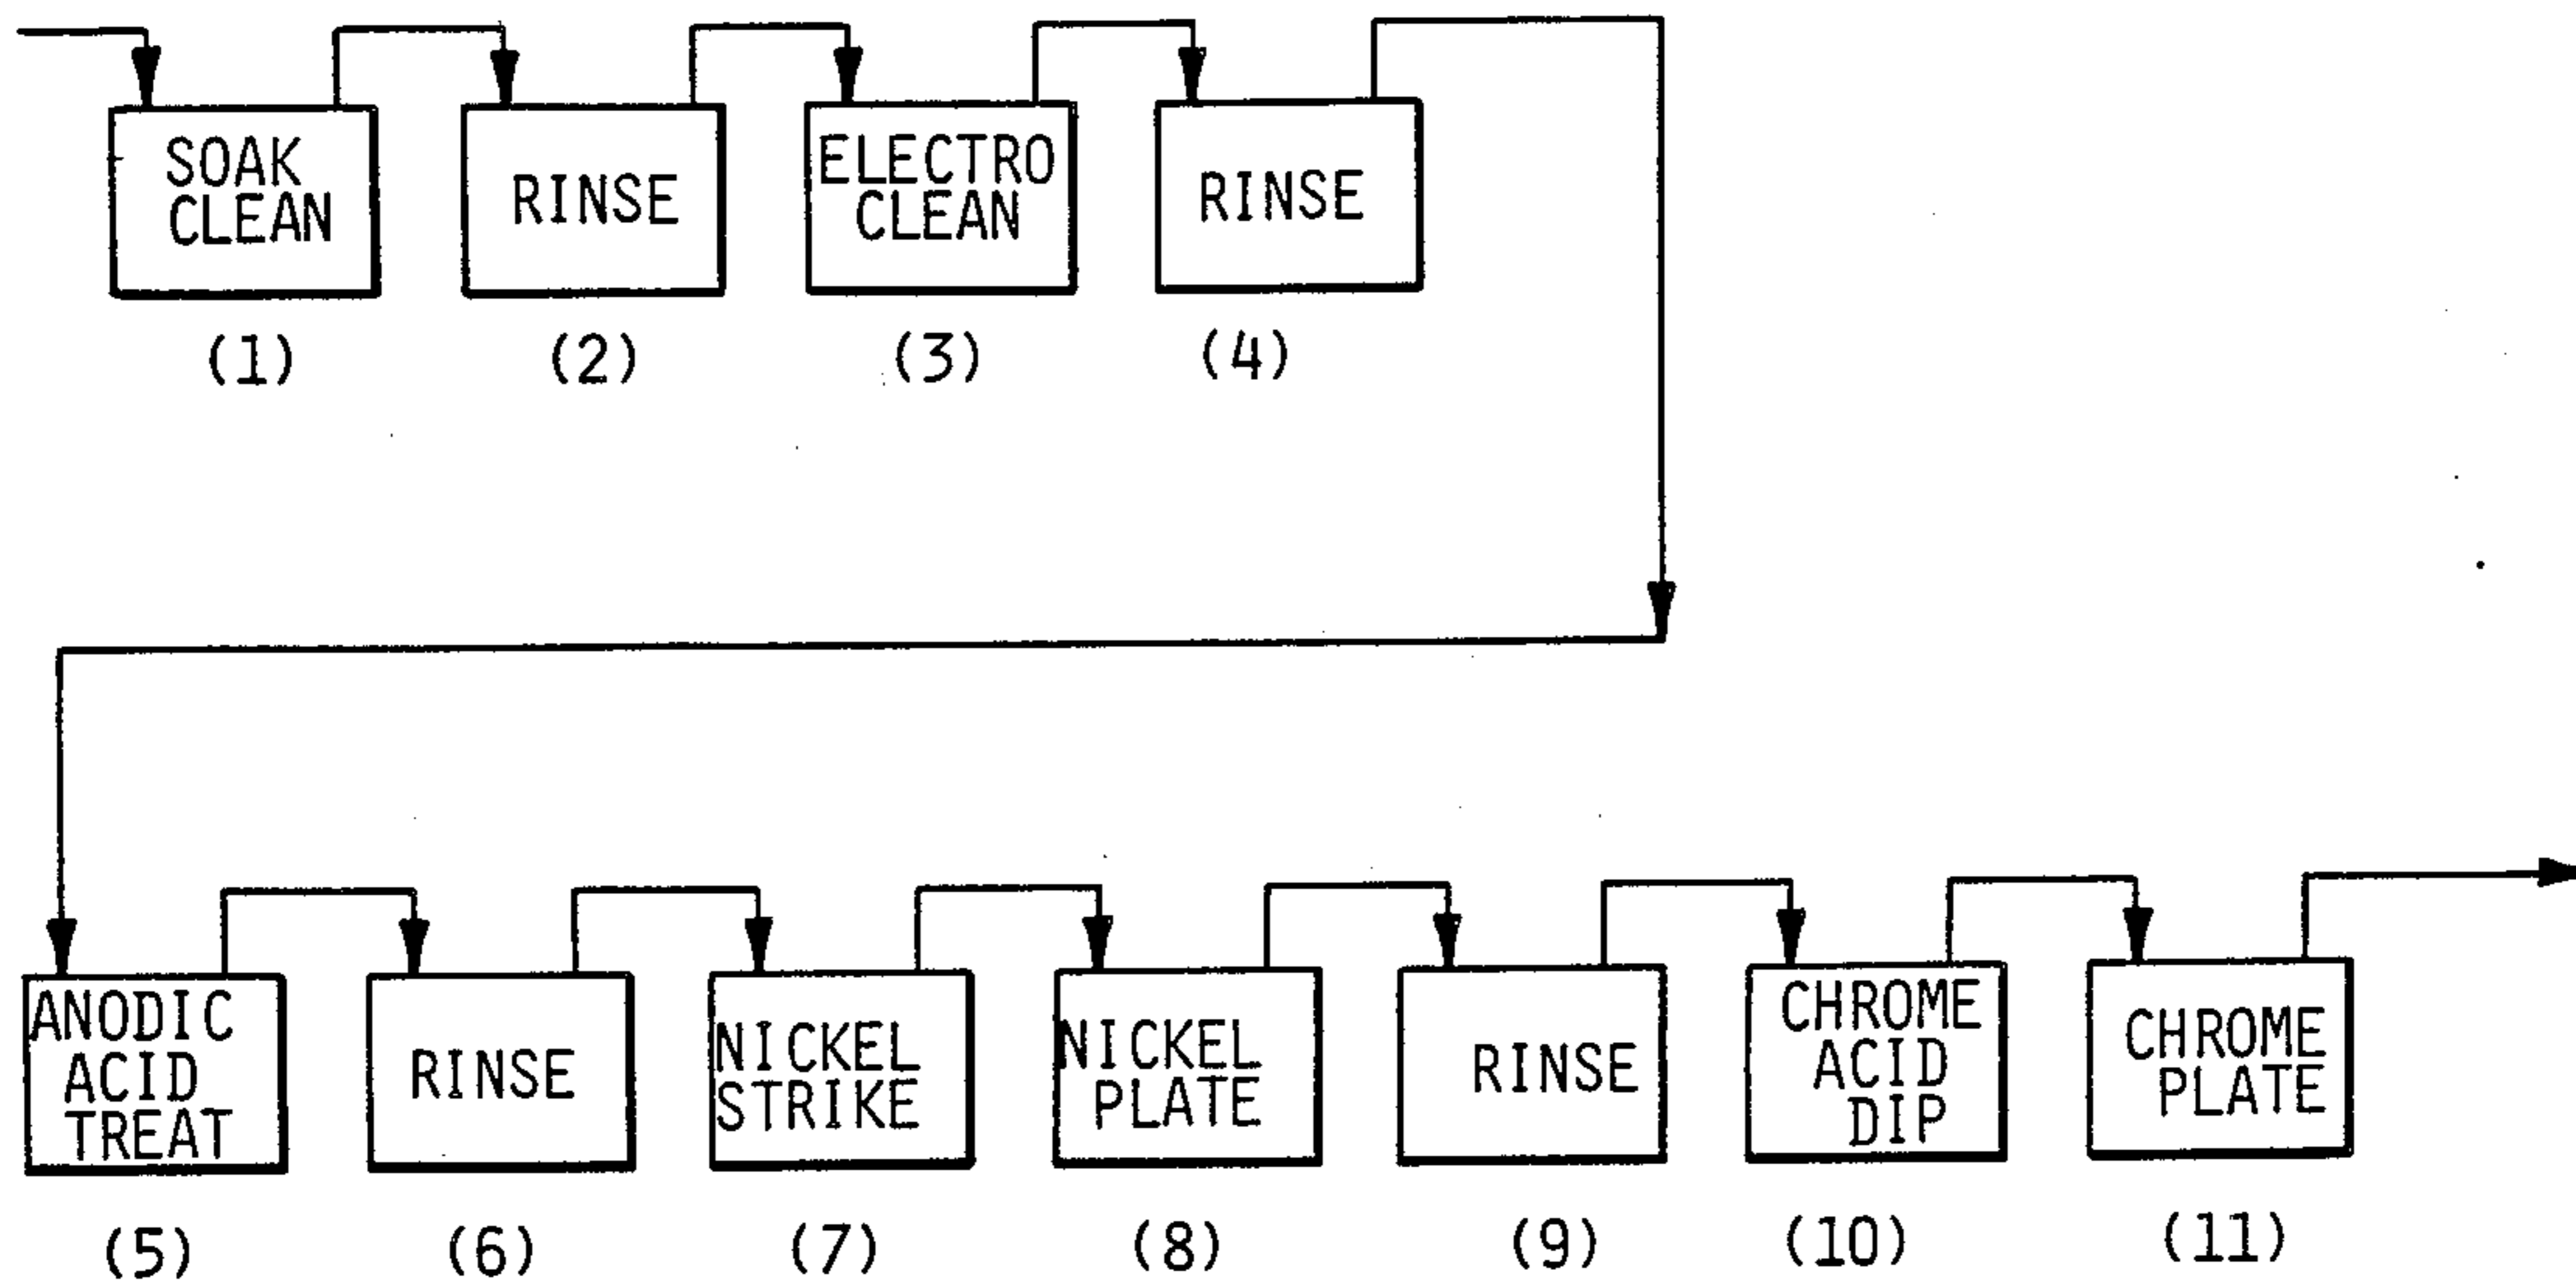 SOAK
CLEAN
RINSE
ELECTRO
CLEAN
RINSE
(1)
(2)
(3)
(4)
ANODIC
ACID
TREAT
RINSE
NICKEL
STRIKE
NICKEL
PLATE
RINSE
CHROME
ACID
DIP
CHROME
PLATE
(5)
(6)
(7)
(8)
(9)
(10)
(11)